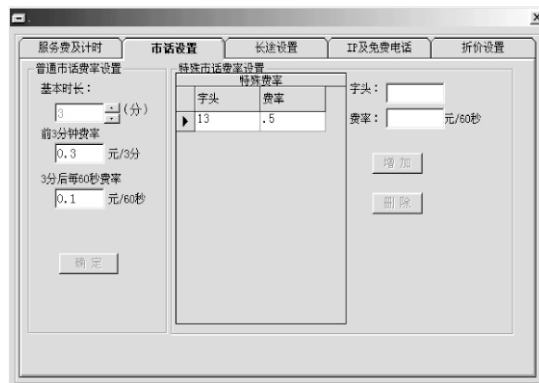 服务费及计时 市话设置 长途设置 IP及免费电话 折价设置
普通市话费率设置
基本时长：
3 (分)
前3分钟费率
0.3 元/3分
3分后每60秒费率
0.1 元/60秒
确定
特殊市话费率设置
特殊费率
字头 费率
13 .5
字头：
费率： 元/60秒
增加
删除